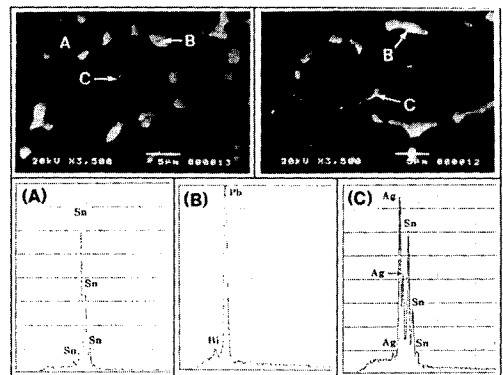 A
B
C
20kV X3,500 5μm 000013
B
C
20kV X3,500 5μm 000012
(A)
Sn
Sn
Sn
Sn
(B)
Pb
Bi
(C)
Ag
Sn
Ag
Sn
Ag
Sn